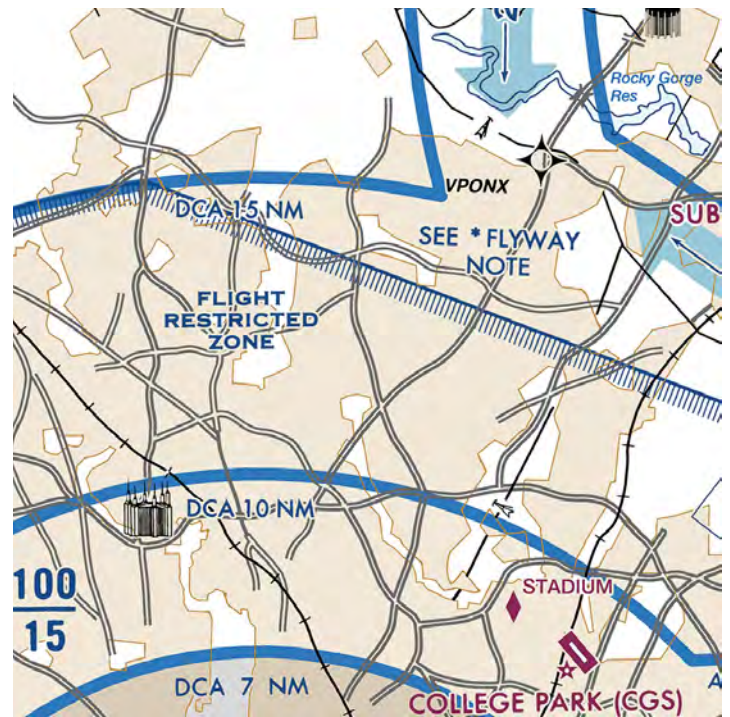 Rocky Gorge
Res
VPONX
DCA 15 NM
SUB
SEE * FLYWAY
NOTE
FLIGHT
RESTRICTED
ZONE
DCA 10 NM
100
15
STADIUM
DCA 7 NM
COLLEGE PARK (CGS)